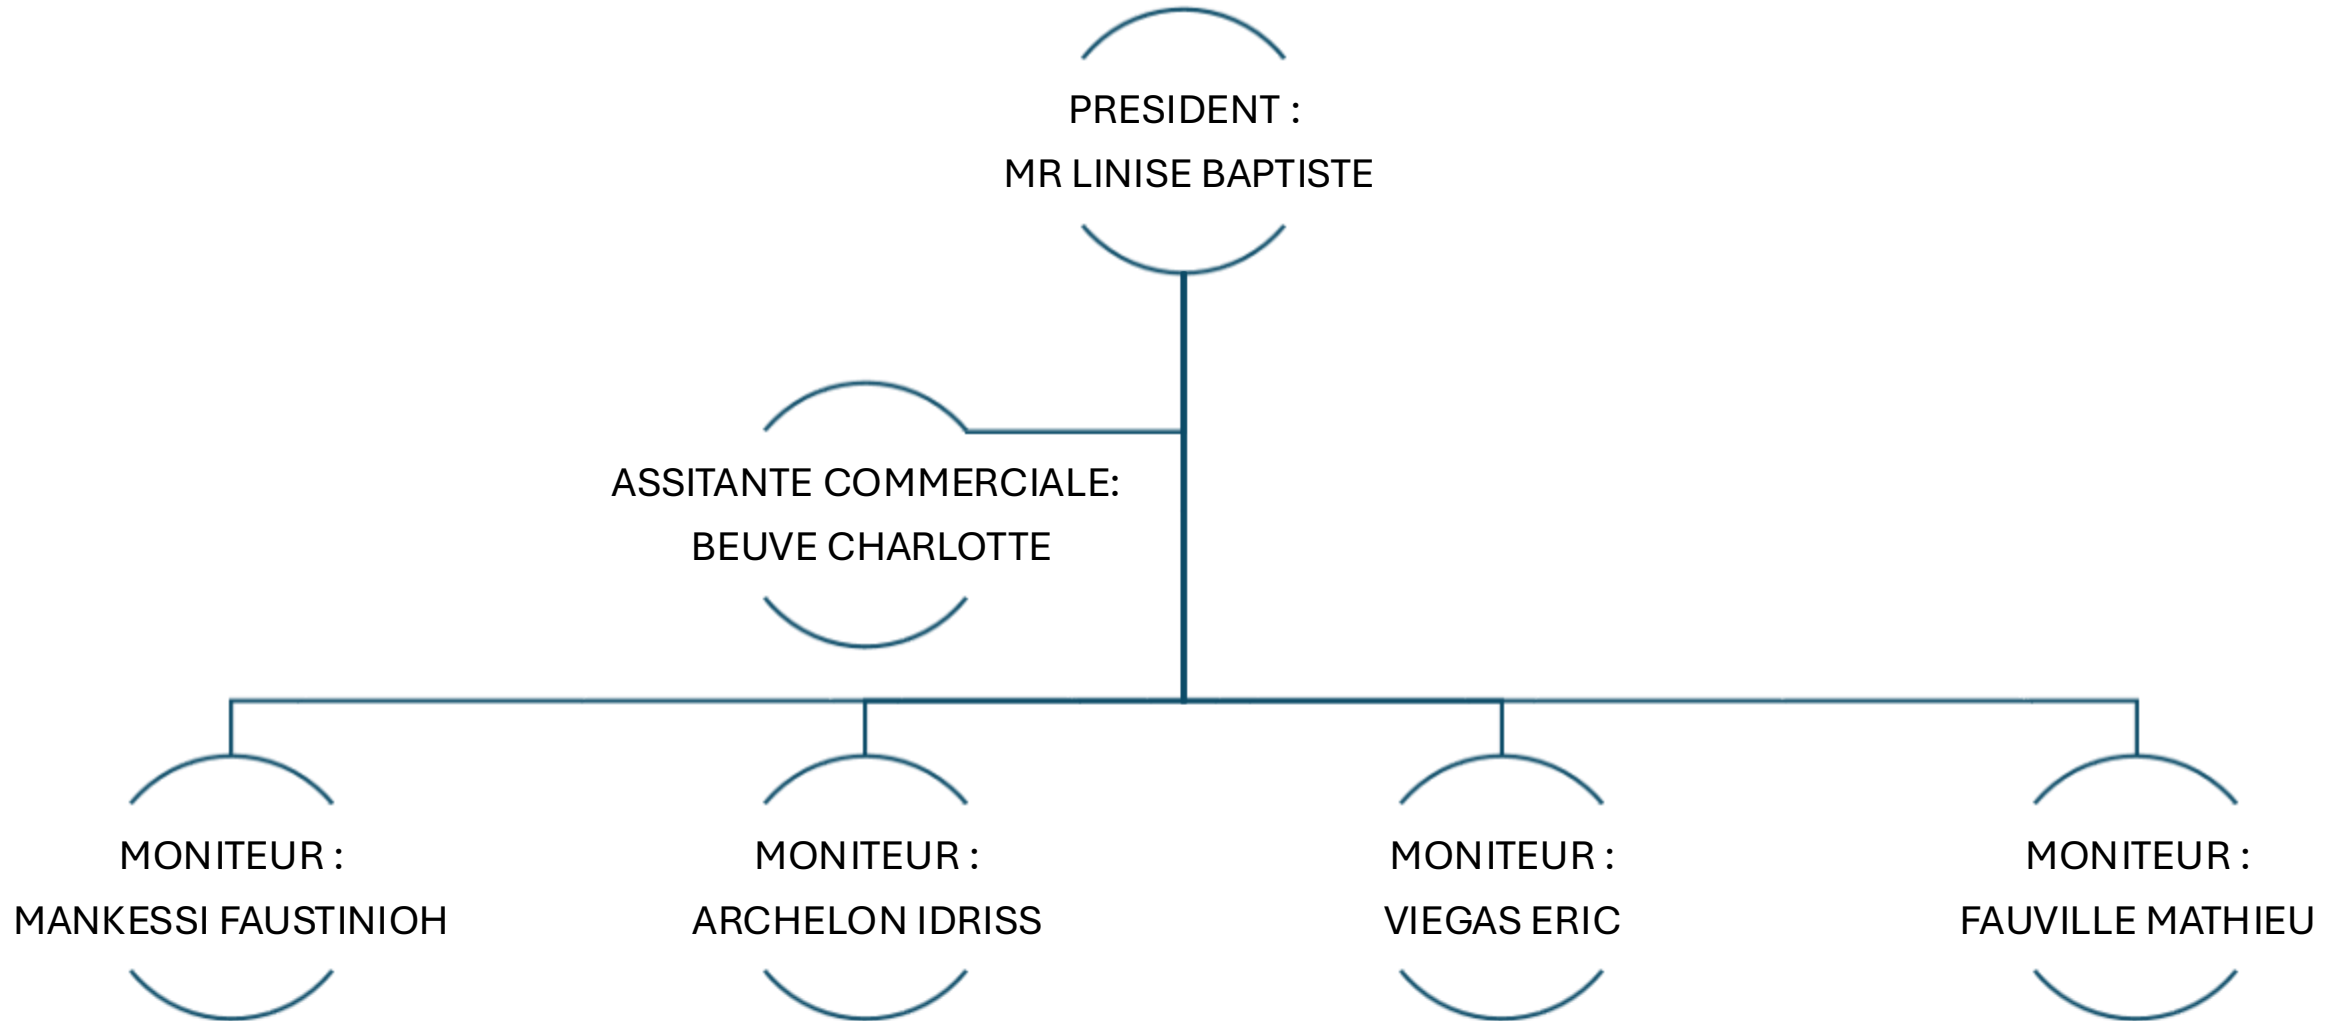 PRESIDENT :
MR LINISE BAPTISTE
ASSITANTE COMMERCIALE:
BEUVE CHARLOTTE
MONITEUR :
MANKESSI FAUSTINIOH
MONITEUR :
ARCHELON IDRISS
MONITEUR :
VIEGAS ERIC
MONITEUR :
FAUVILLE MATHIEU